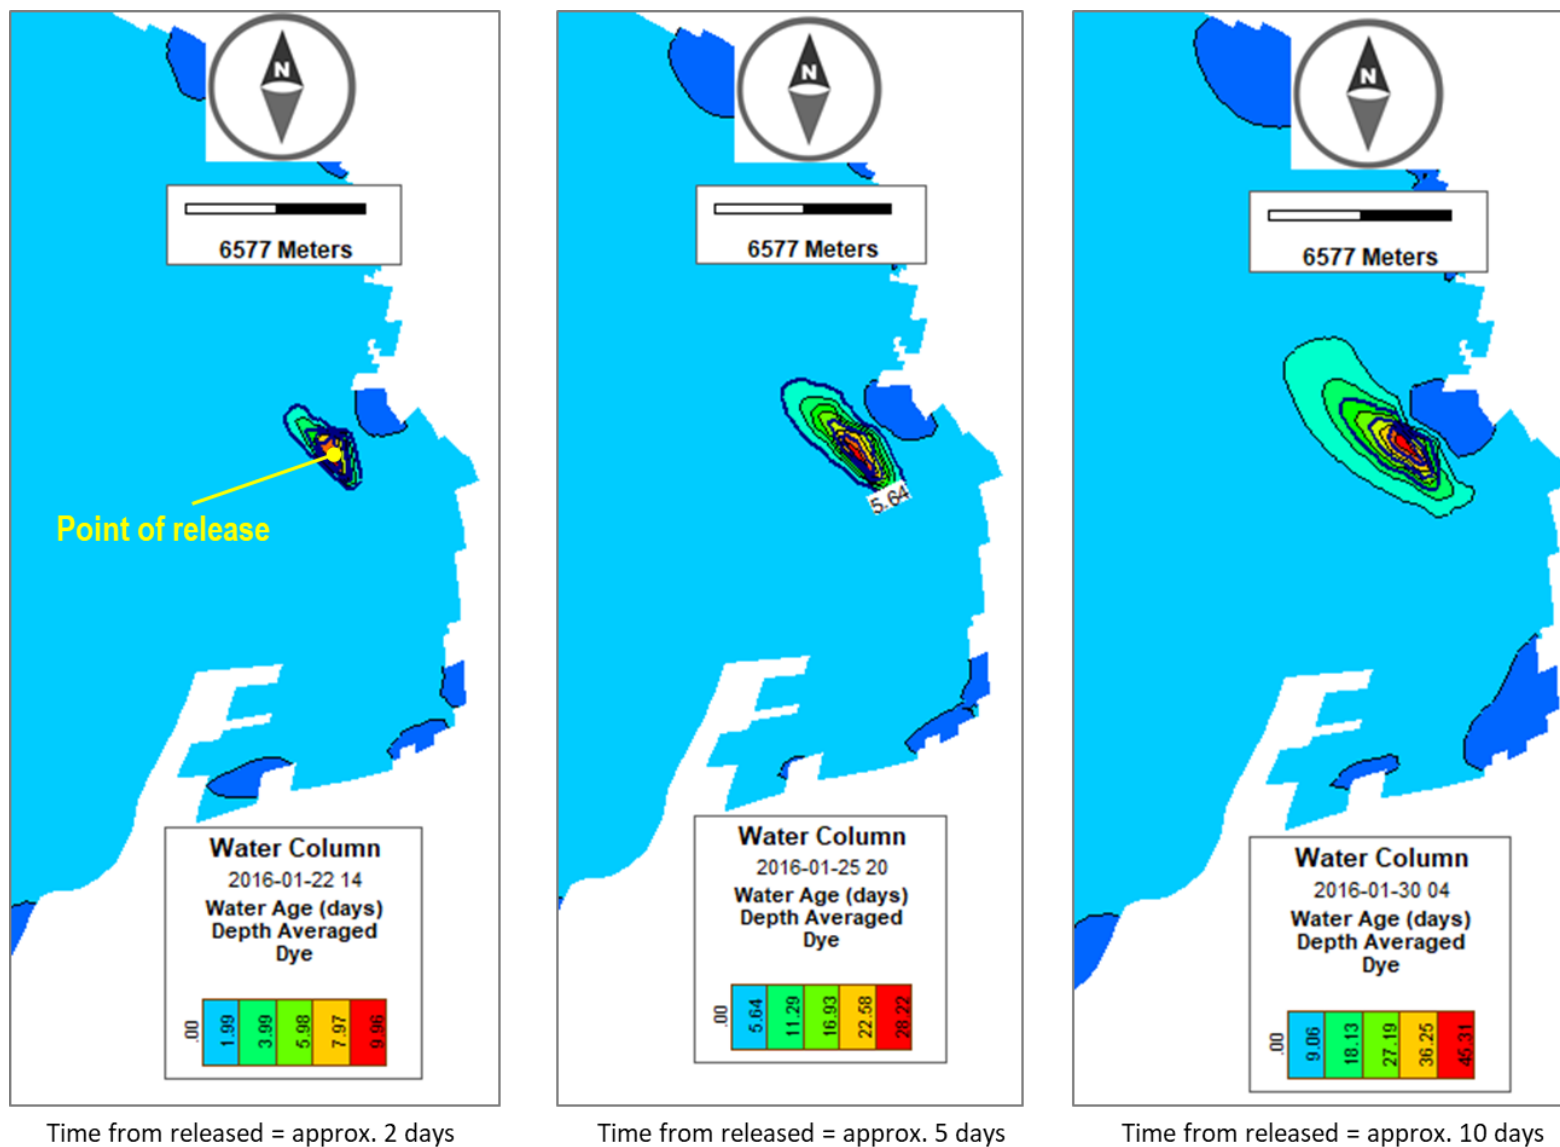 N
6577 Meters
Point of release
Water Column
2016-01-22 14
Water Age (days)
Depth Averaged
Dye
.00
1.99
3.99
5.98
7.97
9.96
Time from released = approx. 2 days
N
6577 Meters
5.64
Water Column
2016-01-25 20
Water Age (days)
Depth Averaged
Dye
.00
5.64
11.29
16.93
22.58
28.22
Time from released = approx. 5 days
N
6577 Meters
Water Column
2016-01-30 04
Water Age (days)
Depth Averaged
Dye
.00
9.06
18.13
27.19
36.25
45.31
Time from released = approx. 10 days